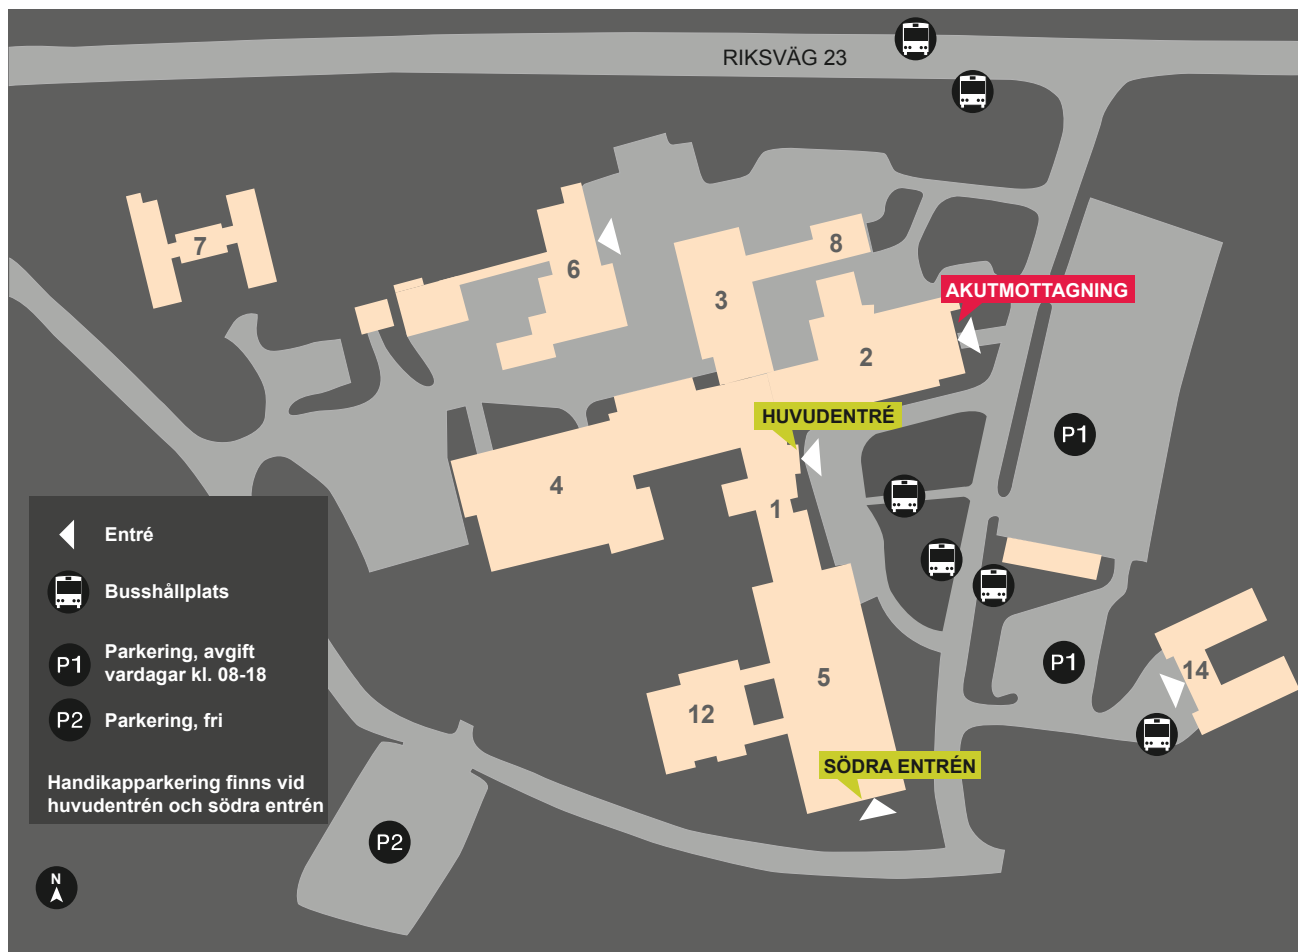 RIKSVÄG 23
7
6
8
3
AKUTMOTTAGNING
2
HUVUDENTRÉ
P1
4
1
Entré
Busshållplats
Parkering, avgift
vardagar kl. 08-18
P1
P2
Parkering, fri
Handikapparkering finns vid
huvudentrén och södra entrén
5
12
P1
14
SÖDRA ENTRÉN
P2
N